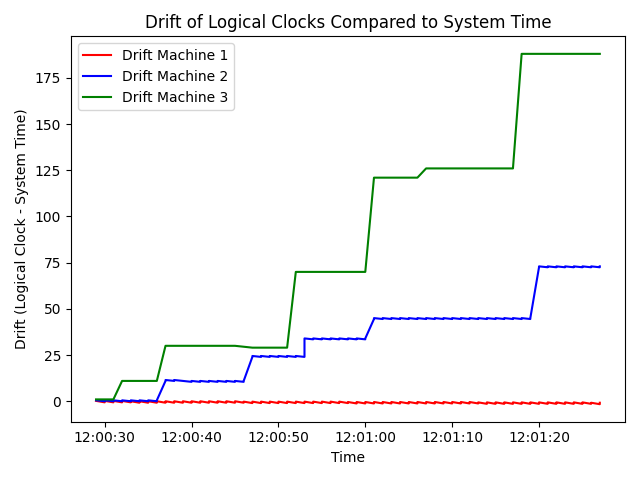 Drift of Logical Clocks Compared to System Time
Drift Machine 1
Drift Machine 2
Drift Machine 3
Drift (Logical Clock - System Time)
175
150
125
100
75
50
25
0
12:00:30 12:00:40 12:00:50 12:01:00 12:01:10 12:01:20
Time